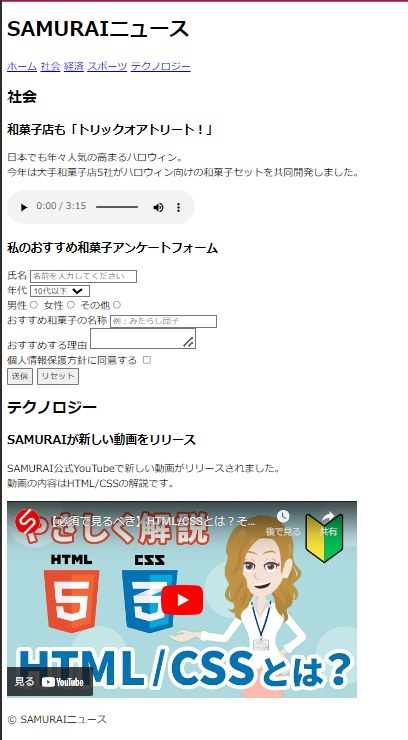 SAMURAIニュース
ホーム 社会 経済 スポーツ テクノロジー
社会
和菓子店も「トリックオアトリート！」
日本でも年々人気の高まるハロウィン。
今年は大手和菓子店5社がハロウィン向けの和菓子セットを共同開発しました。
0:00 / 3:15
私のおすすめ和菓子アンケートフォーム
氏名 名前を入力してください
年代 10代以下
男性 女性 その他
おすすめ和菓子の名称 例：みたらし団子
おすすめする理由
個人情報保護方針に同意する
送信 リセット
テクノロジー
SAMURAIが新しい動画をリリース
SAMURAI公式YouTubeで新しい動画がリリースされました。
動画の内容はHTML/CSSの解説です。
【必須で見るべき】HTML/CSSとは？そ...
後で見る 共有
やさしく解説
HTML CSS
5 3
HTML/CSSとは？
見る YouTube
© SAMURAIニュース